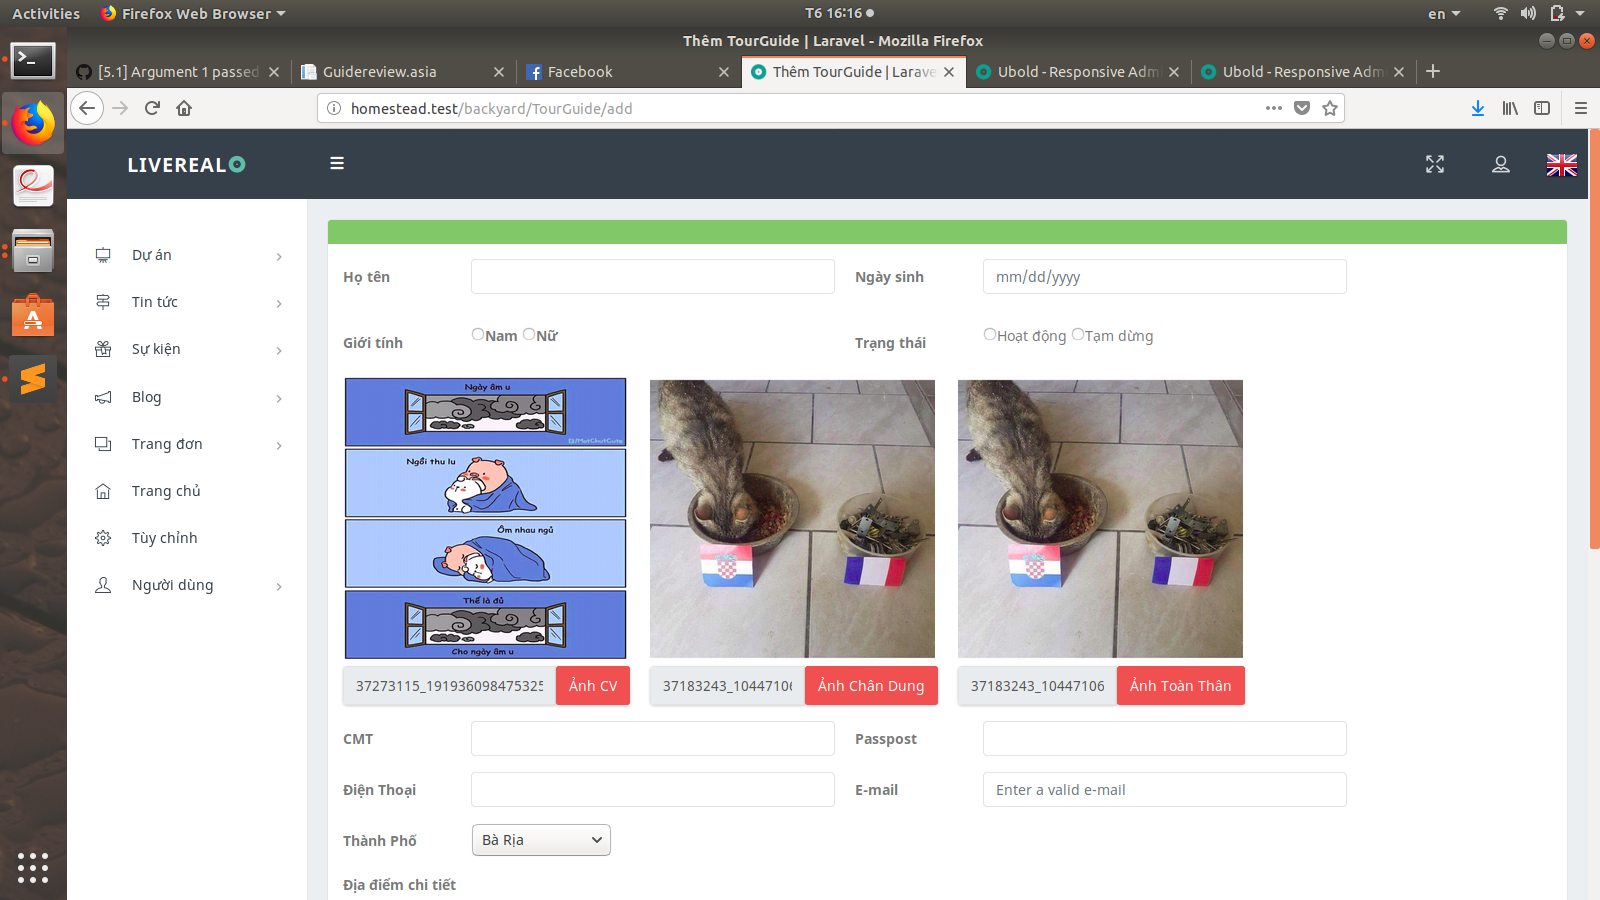 Activities
Firefox Web Browser
T6 16:16
en
Thêm TourGuide | Laravel - Mozilla Firefox
[5.1] Argument 1 passed
Guidereview.asia
Facebook
Thêm TourGuide | Larave
Ubold - Responsive Adm
Ubold - Responsive Adm
homestead.test/backyard/TourGuide/add
LIVEREAL
Dự án
Tin tức
Sự kiện
Blog
Trang đơn
Trang chủ
Tùy chỉnh
Người dùng
Họ tên
Ngày sinh
mm/dd/yyyy
Giới tính
Nam
Nữ
Trạng thái
Hoạt động
Tạm dừng
Ngày âm u
Ngồi thu lu
Ôm nhau ngủ
Thế là đủ
Cho ngày âm u
37273115_191936098475325
Ảnh CV
37183243_10447106
Ảnh Chân Dung
37183243_10447106
Ảnh Toàn Thân
CMT
Passpost
Điện Thoại
E-mail
Enter a valid e-mail
Thành Phố
Bà Rịa
Địa điểm chi tiết